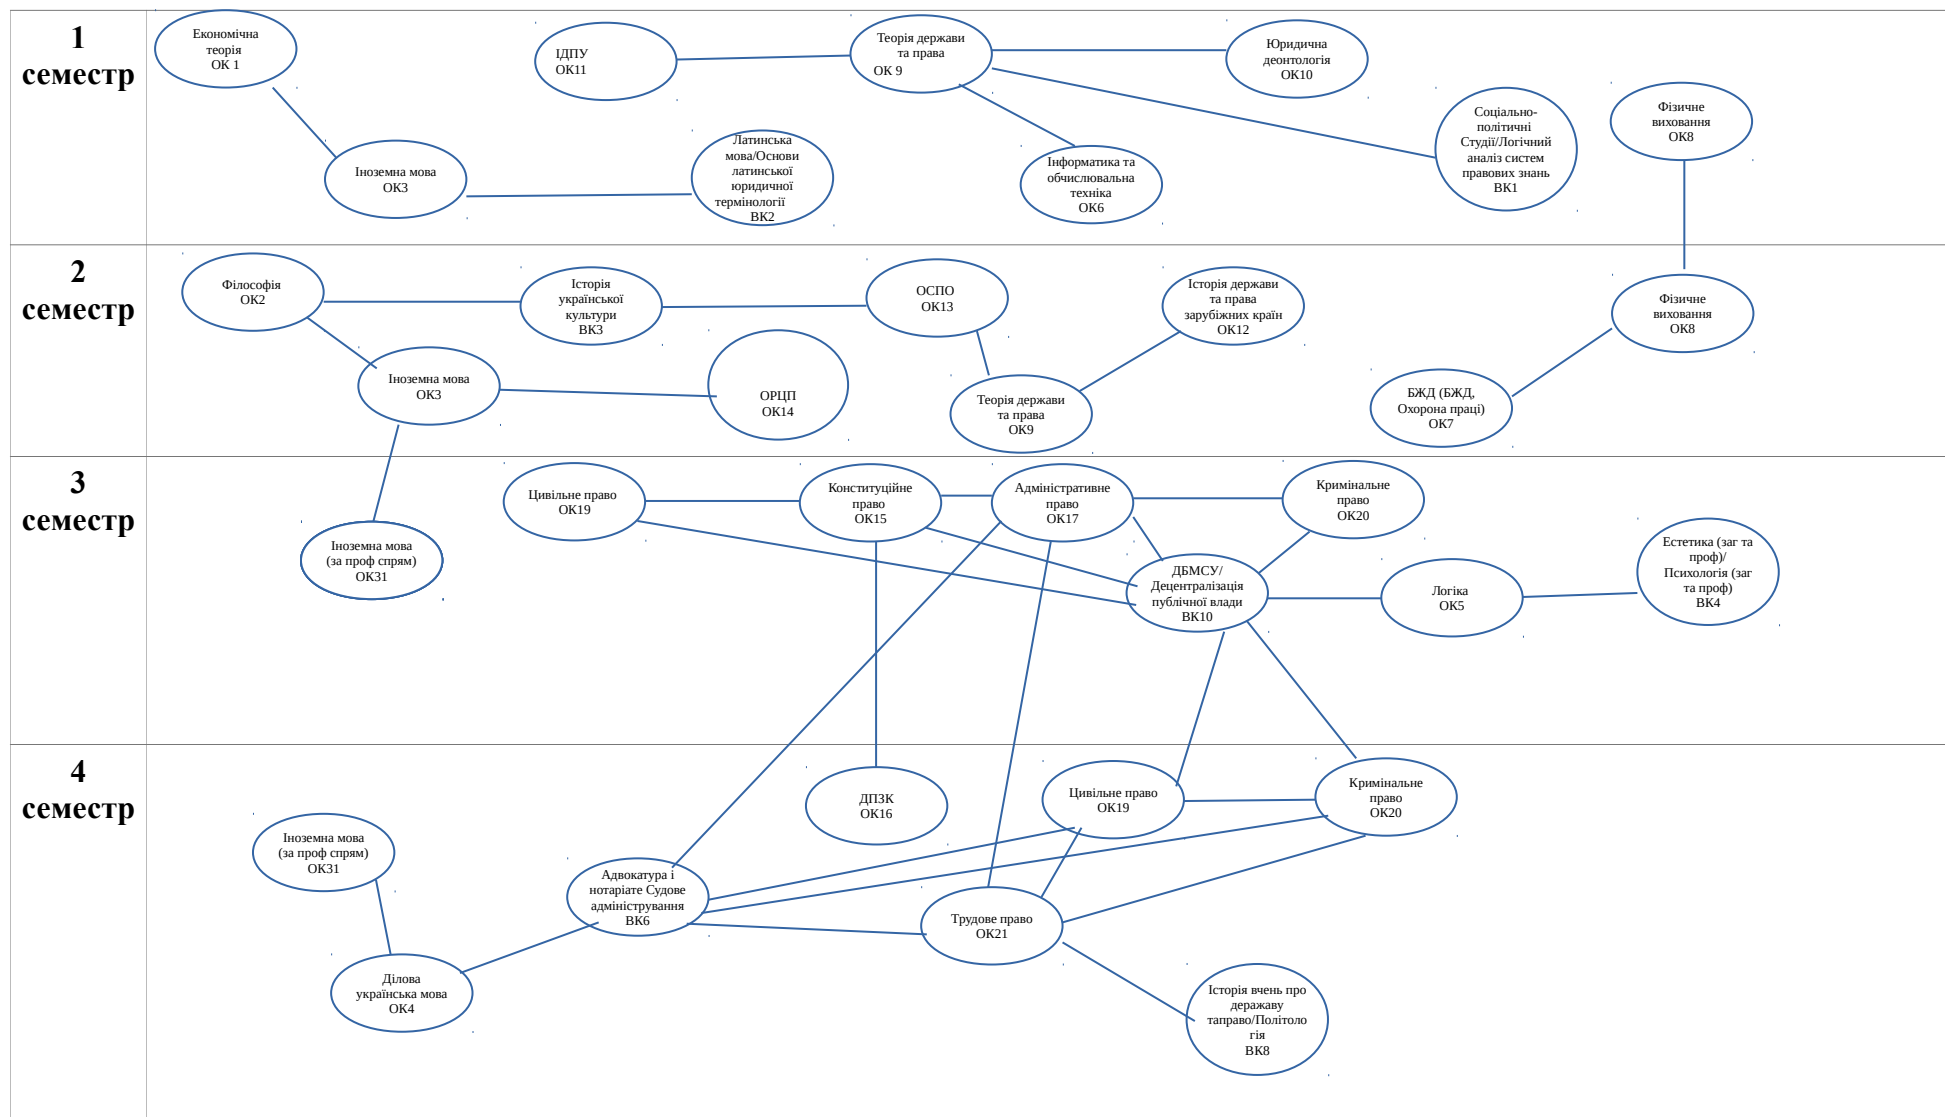 1
семестр
Економічна
теорія
ОК 1
ІДПУ
ОК11
Теорія держави
та права
ОК 9
Юридична
деонтологія
ОК10
Соціально-
політичні
Студії/Логічний
аналіз систем
правових знань
ВК1
Фізичне
виховання
ОК8
Іноземна мова
ОК3
Латинська
мова/Основи
латинської
юридичної
термінології
ВК2
Інформатика та
обчислювальна
техніка
ОК6
2
семестр
Філософія
ОК2
Історія
української
культури
ВК3
ОСПО
ОК13
Історія держави
та права
зарубіжних країн
ОК12
Фізичне
виховання
ОК8
Іноземна мова
ОК3
ОРЦП
ОК14
Теорія держави
та права
ОК9
БЖД (БЖД,
Охорона праці)
ОК7
3
семестр
Цивільне право
ОК19
Конституційне
право
ОК15
Адміністративне
право
ОК17
Кримінальне
право
ОК20
Іноземна мова
(за проф спрям)
ОК31
ДБМСУ/
Децентралізація
публічної влади
ВК10
Логіка
ОК5
Естетика (заг та
проф)/
Психологія (заг
та проф)
ВК4
4
семестр
ДПЗК
ОК16
Цивільне право
ОК19
Кримінальне
право
ОК20
Іноземна мова
(за проф спрям)
ОК31
Адвокатура і
нотаріате Судове
адміністрування
ВК6
Трудове право
ОК21
Ділова
українська мова
ОК4
Історія вчень про
деражаву
таправо/Політоло
гія
ВК8